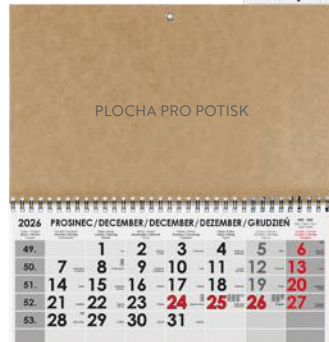 PLOCHA PRO POTISK
2026 PROSINEC/DECEMBER/DECEMBER/DEZEMBER/GRUDZIEŃ
49. 1 2 3 4 5 6
50. 7 8 9 10 11 12 13
51. 14 15 16 17 18 19 20
52. 21 22 23 24 25 26 27
53. 28 29 30 31